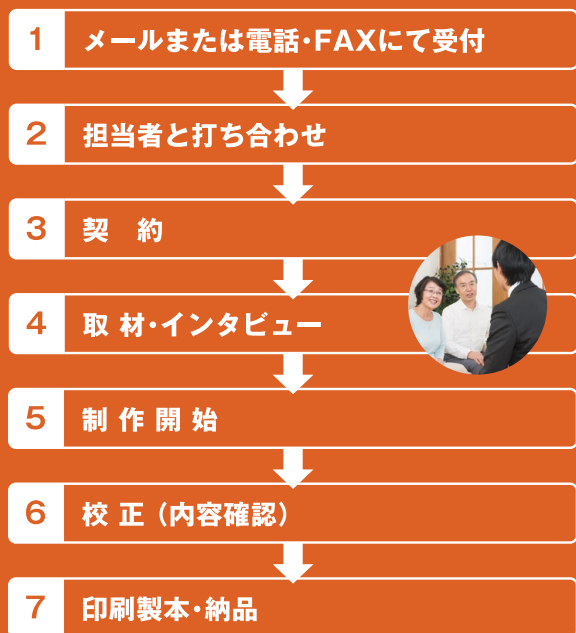 1 メールまたは電話・FAXにて受付
2 担当者と打ち合わせ
3 契 約
4 取 材・インタビュー
5 制 作 開 始
6 校 正(内容確認)
7 印刷製本・納品